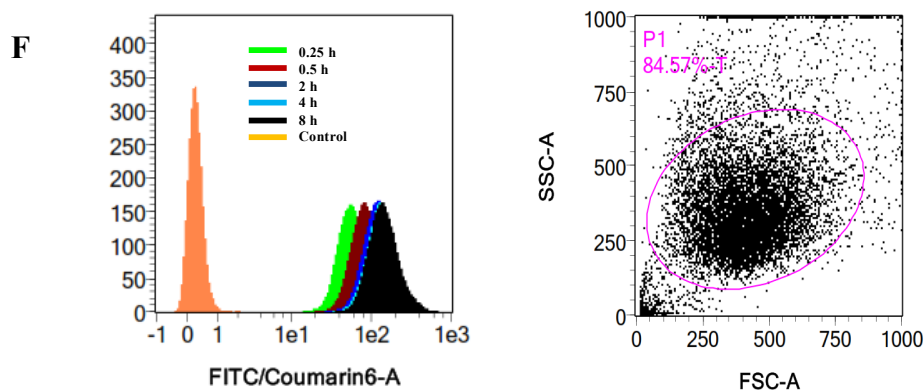 F
400
350
300
250
200
150
100
50
0
-1 0 1 1e1 1e2 1e3
FITC/Coumarin6-A
0.25 h
0.5 h
2 h
4 h
8 h
Control
P1
84.57%-T
1000
750
500
250
0
0 250 500 750 1000
SSC-A
FSC-A